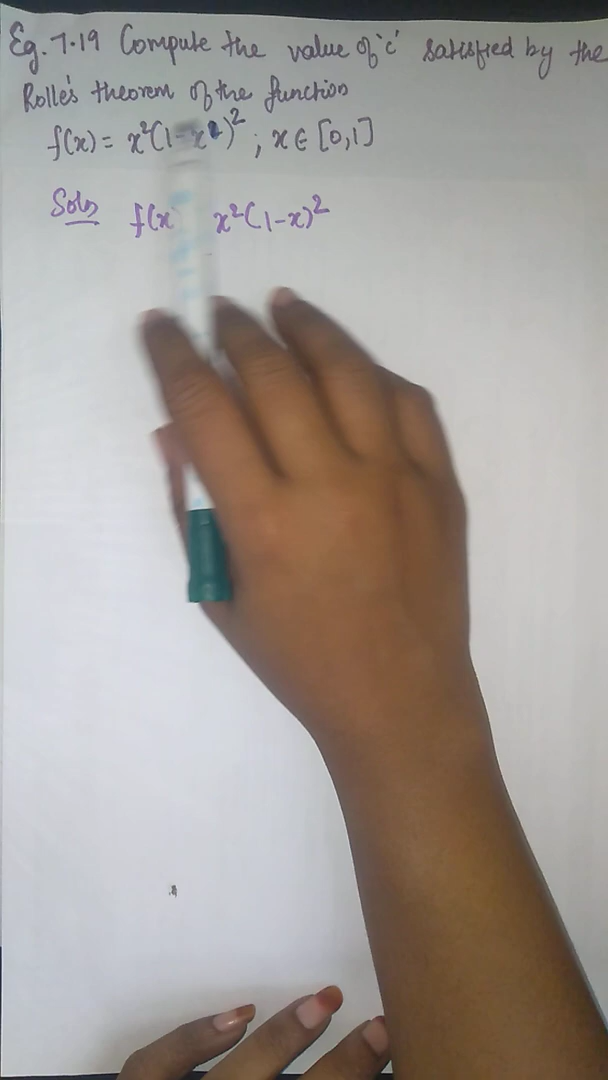 Eg. 7.19 Compute the value of 'c' satisfied by the
Rolle's theorem of the function
f(x) = x²(1-x)² ; x ∈ [0,1]
Soln f(x x²(1-x)²